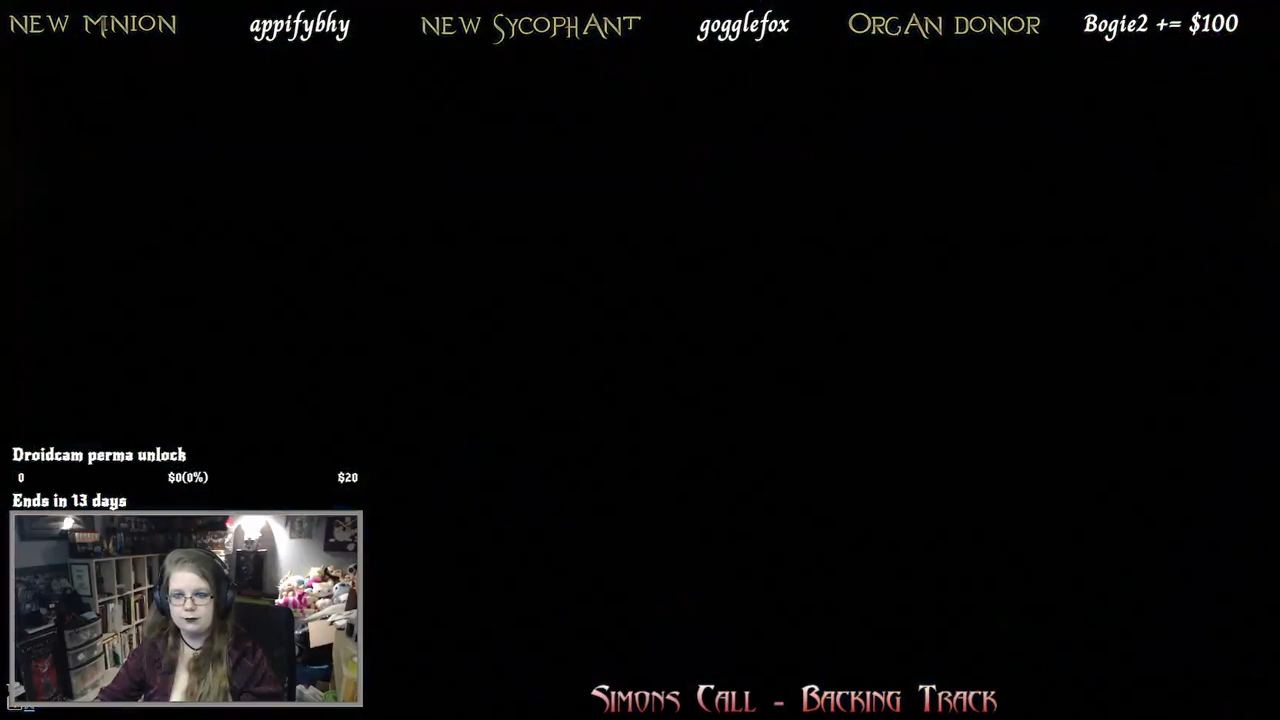 NEW MINION appifybhy NEW SYCOPHANT gogglefox ORGAN DONOR Bogie2 += $100
Droidcam perma unlock
0 $0(0%) $20
Ends in 13 days
SIMONS CALL - BACKING TRACK